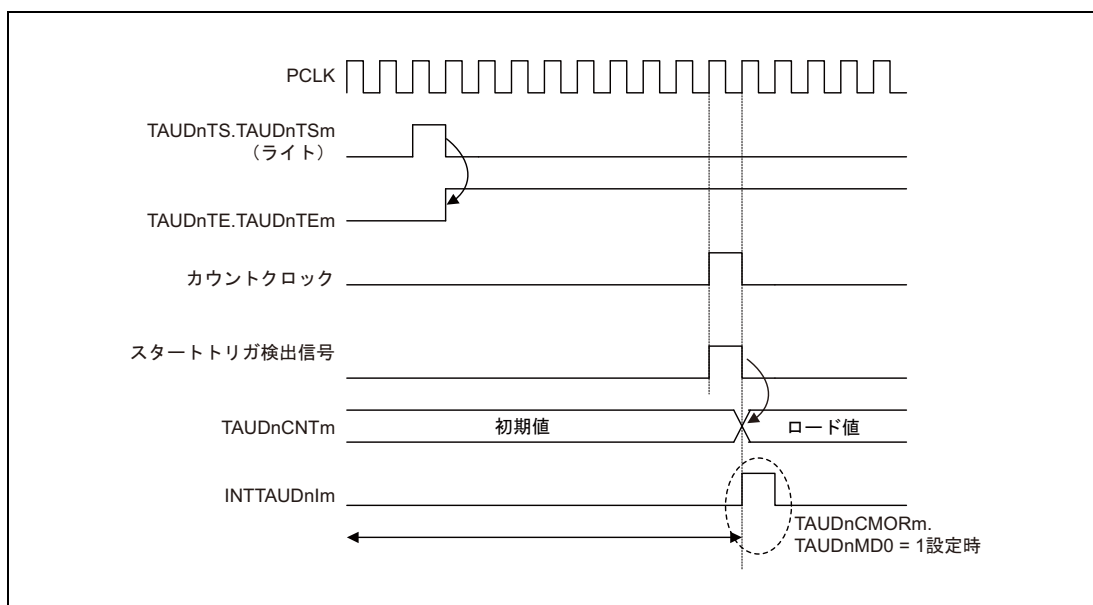 PCLK
TAUDnTS.TAUDnTSm
（ライト）
TAUDnTE.TAUDnTEm
カウントクロック
スタートトリガ検出信号
TAUDnCNTm
初期値
ロード値
INTTAUDnIm
TAUDnCMORm.
TAUDnMD0 = 1設定時